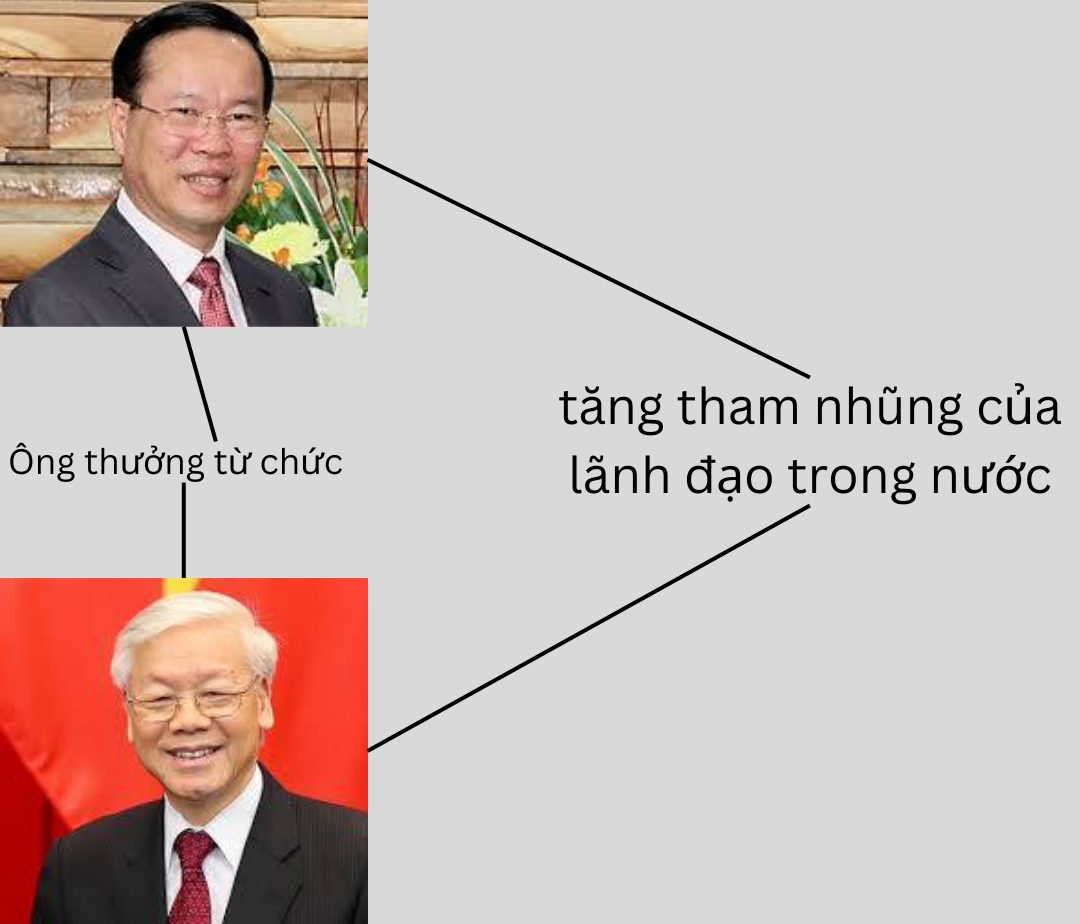 Ông thưởng từ chức
tăng tham nhũng của
lãnh đạo trong nước